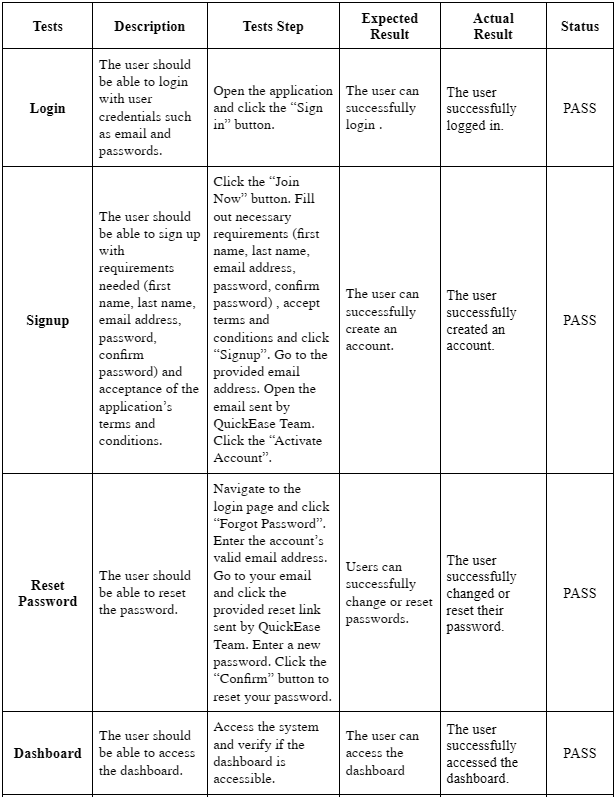 Tests
Description
Tests Step
Expected
Result
Actual
Result
Status
Login
The user should
be able to login
with user
credentials such
as email and
passwords.
Open the application
and click the “Sign
in” button.
The user can
successfully
login .
The user
successfully
logged in.
PASS
Signup
The user should
be able to sign up
with
requirements
needed (first
name, last name,
email address,
password,
confirm
password) and
acceptance of the
application’s
terms and
conditions.
Click the “Join
Now” button. Fill
out necessary
requirements (first
name, last name,
email address,
password, confirm
password) , accept
terms and
conditions and click
“Signup”. Go to the
provided email
address. Open the
email sent by
QuickEase Team.
Click the “Activate
Account”.
The user can
successfully
create an
account.
The user
successfully
created an
account.
PASS
Reset
Password
The user should
be able to reset
the password.
Navigate to the
login page and click
“Forgot Password”.
Enter the account’s
valid email address.
Go to your email
and click the
provided reset link
sent by QuickEase
Team. Enter a new
password. Click the
“Confirm” button to
reset your password.
Users can
successfully
change or reset
passwords.
The user
successfully
changed or
reset their
password.
PASS
Dashboard
The user should
be able to access
the dashboard.
Access the system
and verify if the
dashboard is
accessible.
The user can
access the
dashboard
The user
successfully
accessed the
dashboard.
PASS